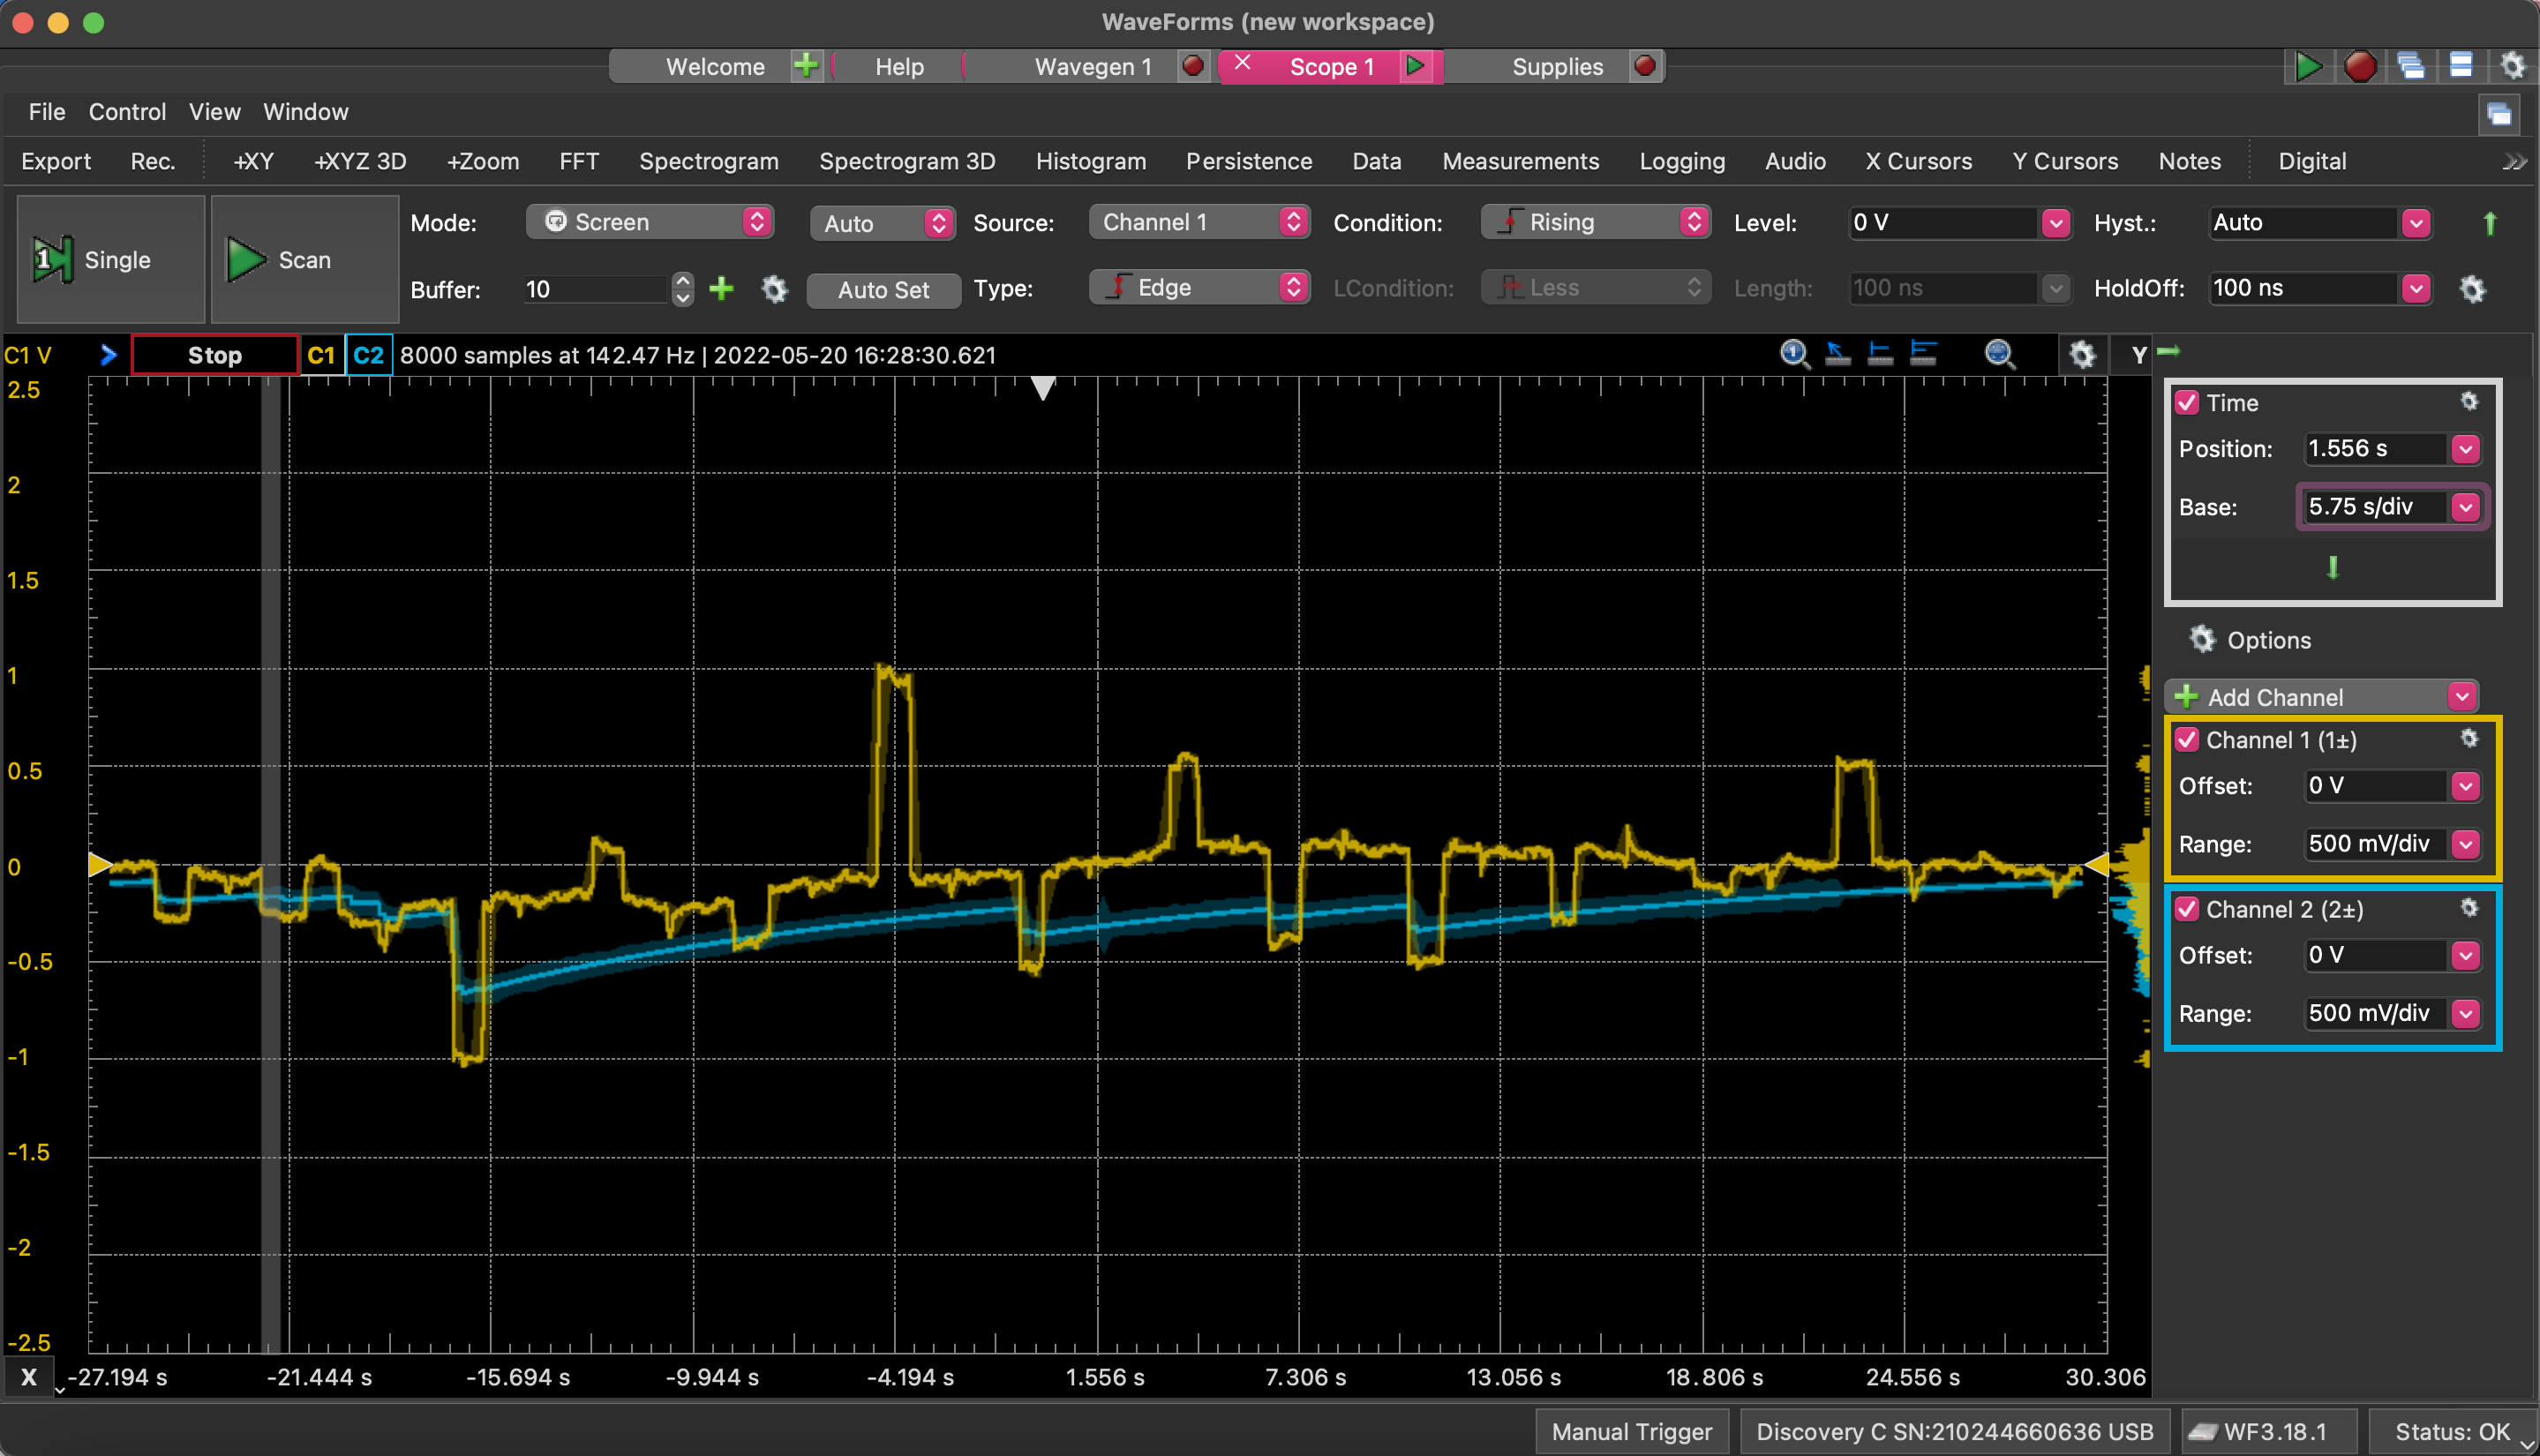 WaveForms (new workspace)
Welcome Help Wavegen 1 Scope 1 Supplies
File Control View Window
Export Rec. +XY +XYZ 3D +Zoom FFT Spectrogram Spectrogram 3D Histogram Persistence Data Measurements Logging Audio X Cursors Y Cursors Notes Digital
1 Single Scan Mode: Screen Auto Source: Channel 1 Condition: Rising Level: 0 V Hyst.: Auto
Buffer: 10 Auto Set Type: Edge LCondition: Less Length: 100 ns HoldOff: 100 ns
C1 V Stop C1 C2 8000 samples at 142.47 Hz | 2022-05-20 16:28:30.621 1 Y
2.5
2
1.5
1
0.5
0
-0.5
-1
-1.5
-2
-2.5
X -27.194 s -21.444 s -15.694 s -9.944 s -4.194 s 1.556 s 7.306 s 13.056 s 18.806 s 24.556 s 30.306
Time
Position: 1.556 s
Base: 5.75 s/div
Options
Add Channel
Channel 1 (1±)
Offset: 0 V
Range: 500 mV/div
Channel 2 (2±)
Offset: 0 V
Range: 500 mV/div
Manual Trigger Discovery C SN:210244660636 USB WF3.18.1 Status: OK